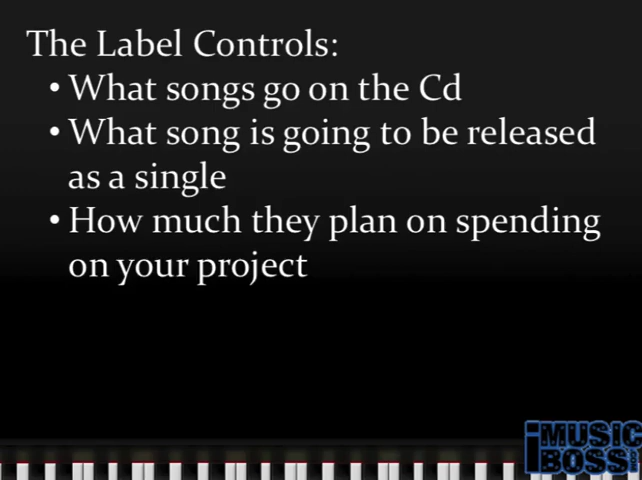 The Label Controls:
• What songs go on the Cd
• What song is going to be released
as a single
• How much they plan on spending
on your project
iMUSIC
BOSS!